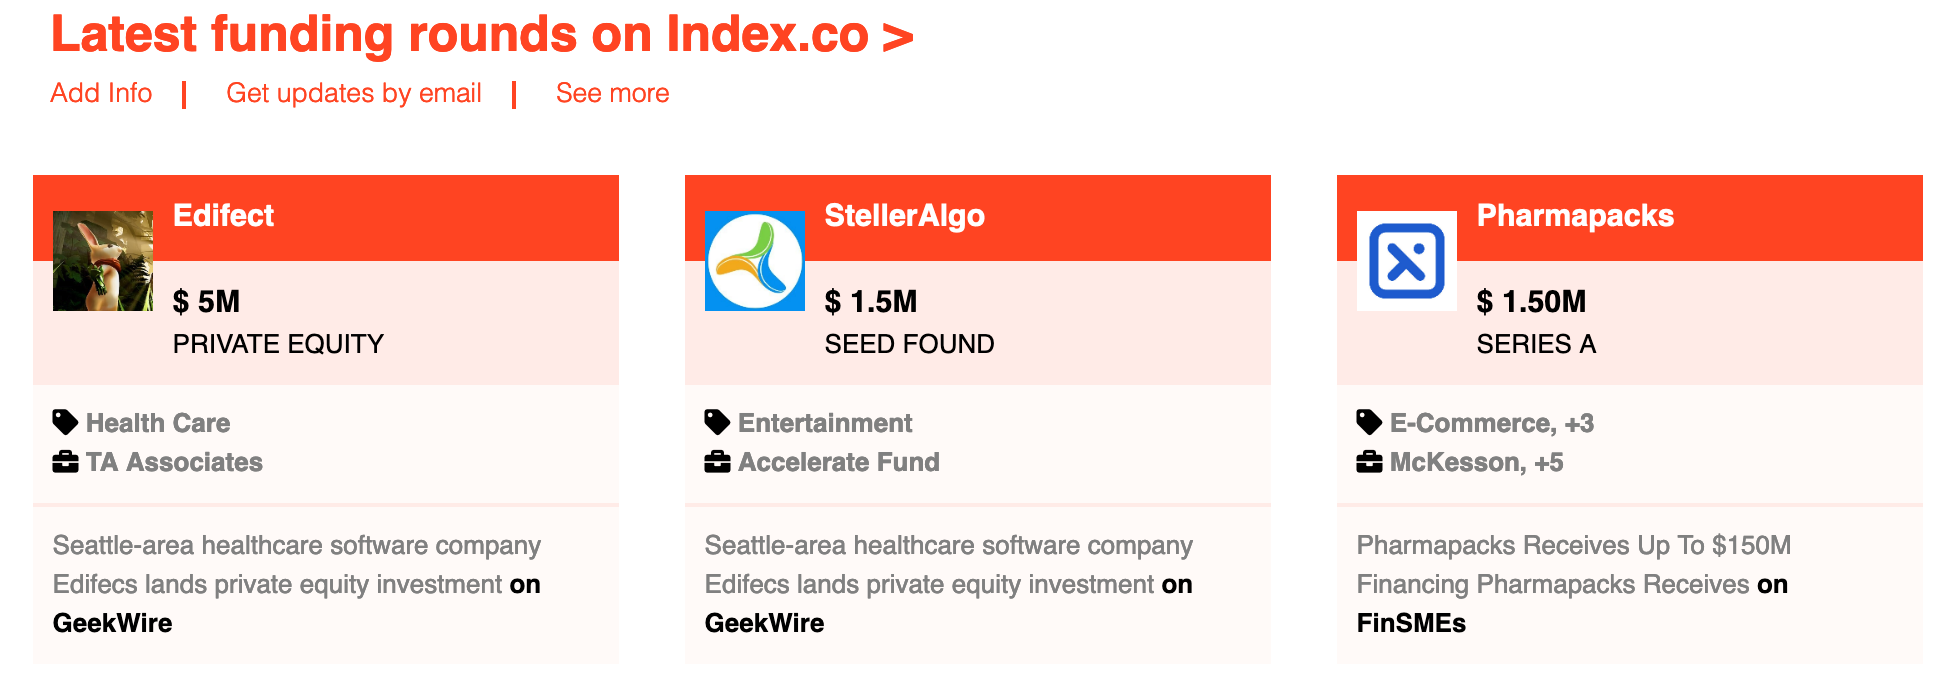 Latest funding rounds on Index.co >
Add Info | Get updates by email | See more
Edifect
$ 5M
PRIVATE EQUITY
Health Care
TA Associates
Seattle-area healthcare software company
Edifecs lands private equity investment on
GeekWire
StellerAlgo
$ 1.5M
SEED FOUND
Entertainment
Accelerate Fund
Seattle-area healthcare software company
Edifecs lands private equity investment on
GeekWire
Pharmapacks
$ 1.50M
SERIES A
E-Commerce, +3
McKesson, +5
Pharmapacks Receives Up To $150M
Financing Pharmapacks Receives on
FinSMEs